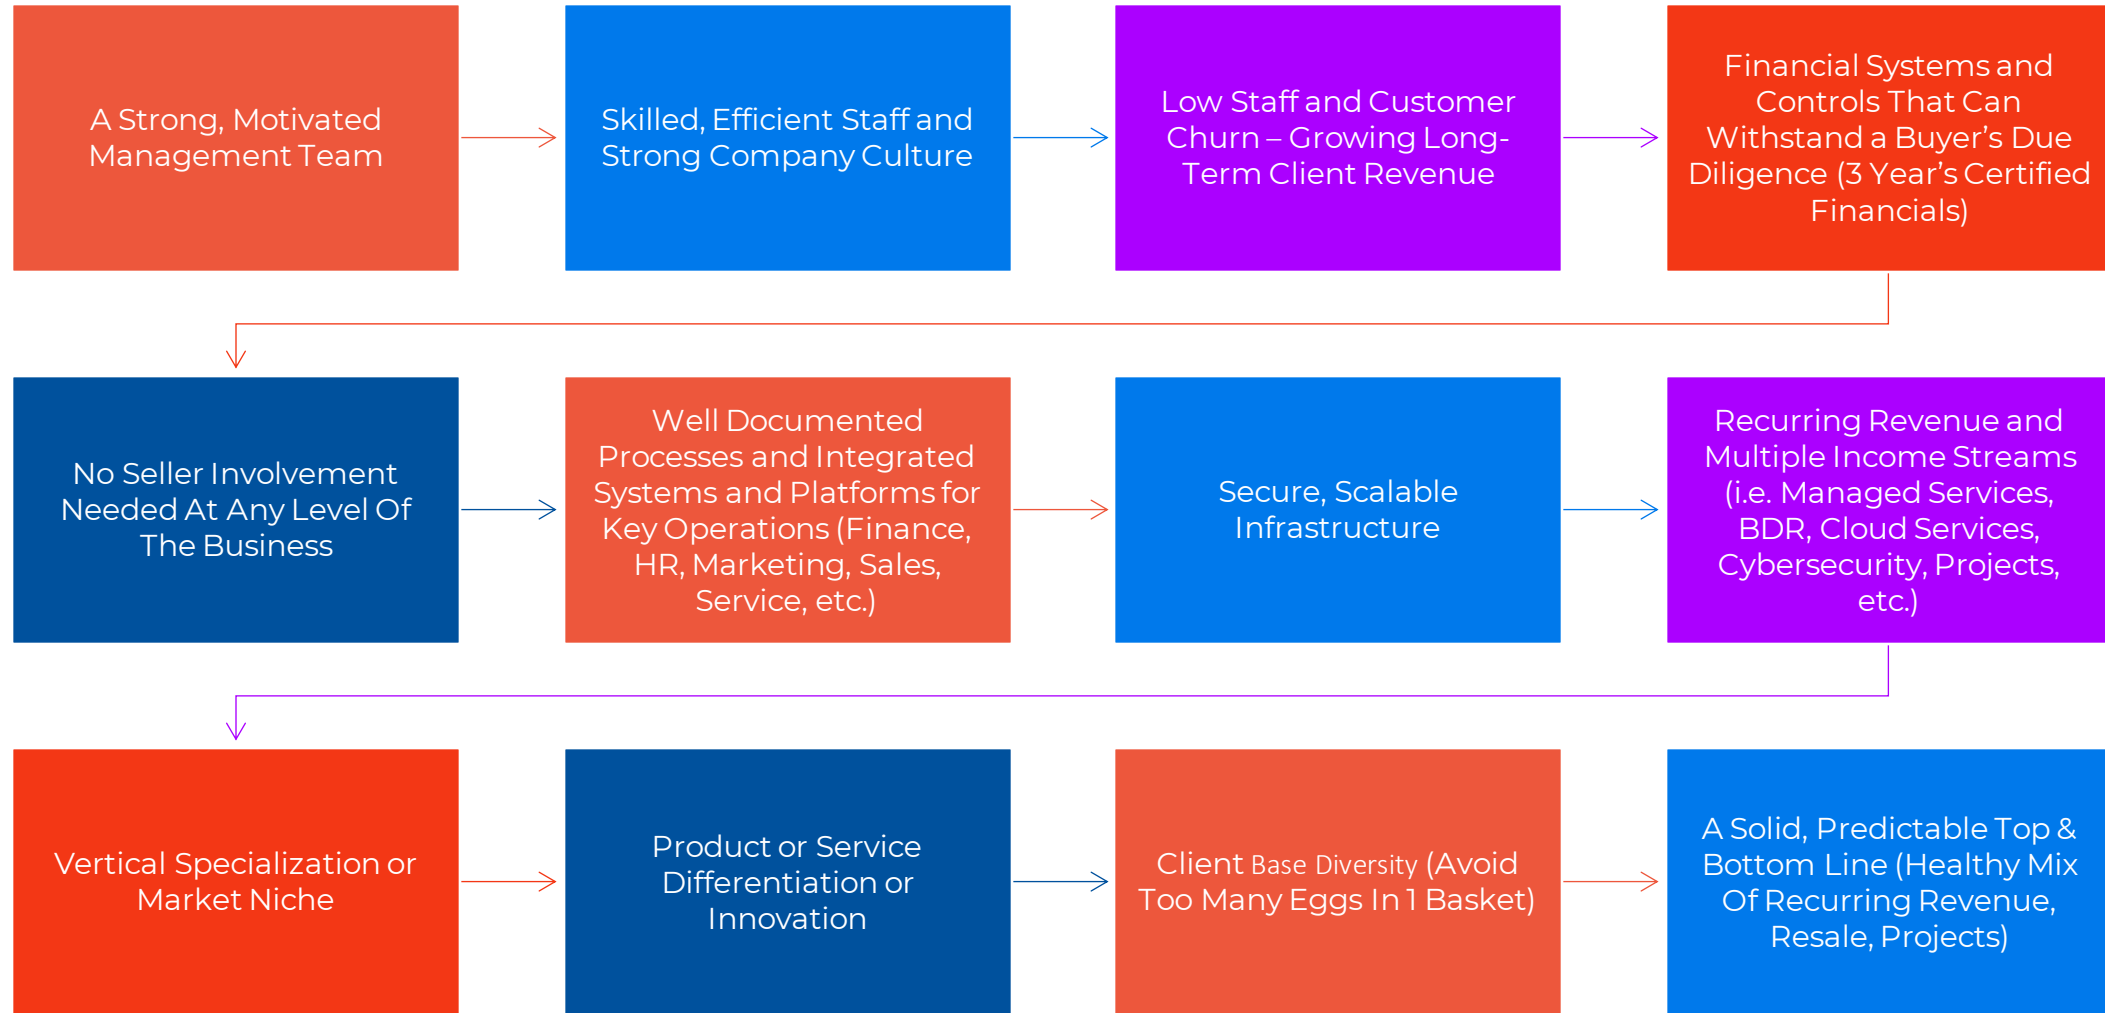 A Strong, Motivated
Management Team
Skilled, Efficient Staff and
Strong Company Culture
Low Staff and Customer
Churn – Growing Long-
Term Client Revenue
Financial Systems and
Controls That Can
Withstand a Buyer’s Due
Diligence (3 Year’s Certified
Financials)
No Seller Involvement
Needed At Any Level Of
The Business
Well Documented
Processes and Integrated
Systems and Platforms for
Key Operations (Finance,
HR, Marketing, Sales,
Service, etc.)
Secure, Scalable
Infrastructure
Recurring Revenue and
Multiple Income Streams
(i.e. Managed Services,
BDR, Cloud Services,
Cybersecurity, Projects,
etc.)
Vertical Specialization or
Market Niche
Product or Service
Differentiation or
Innovation
Client Base Diversity (Avoid
Too Many Eggs In 1 Basket)
A Solid, Predictable Top &
Bottom Line (Healthy Mix
Of Recurring Revenue,
Resale, Projects)